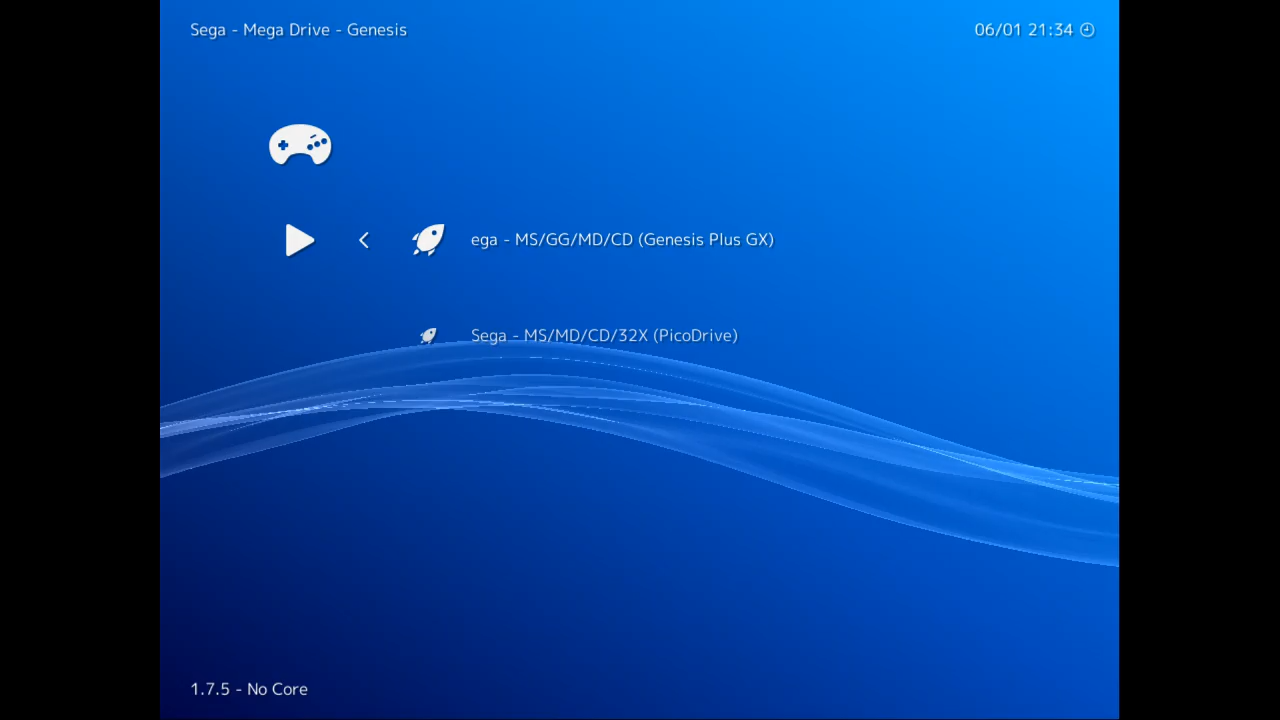 Sega - Mega Drive - Genesis
06/01 21:34
ega - MS/GG/MD/CD (Genesis Plus GX)
Sega - MS/MD/CD/32X (PicoDrive)
1.7.5 - No Core